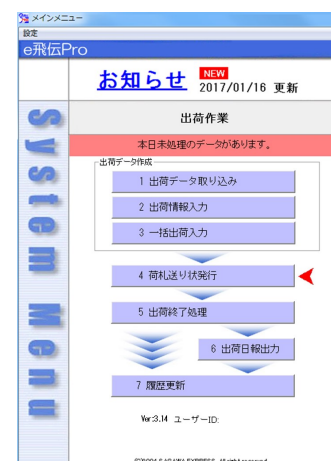 メインメニュー
設定
e飛伝Pro
お知らせ NEW 2017/01/16 更新
System Menu
出荷作業
本日未処理のデータがあります。
出荷データ作成
1 出荷データ取り込み
2 出荷情報入力
3 一括出荷入力
4 荷札送り状発行
5 出荷終了処理
6 出荷日報出力
7 履歴更新
Ver.3.14 ユーザーID: